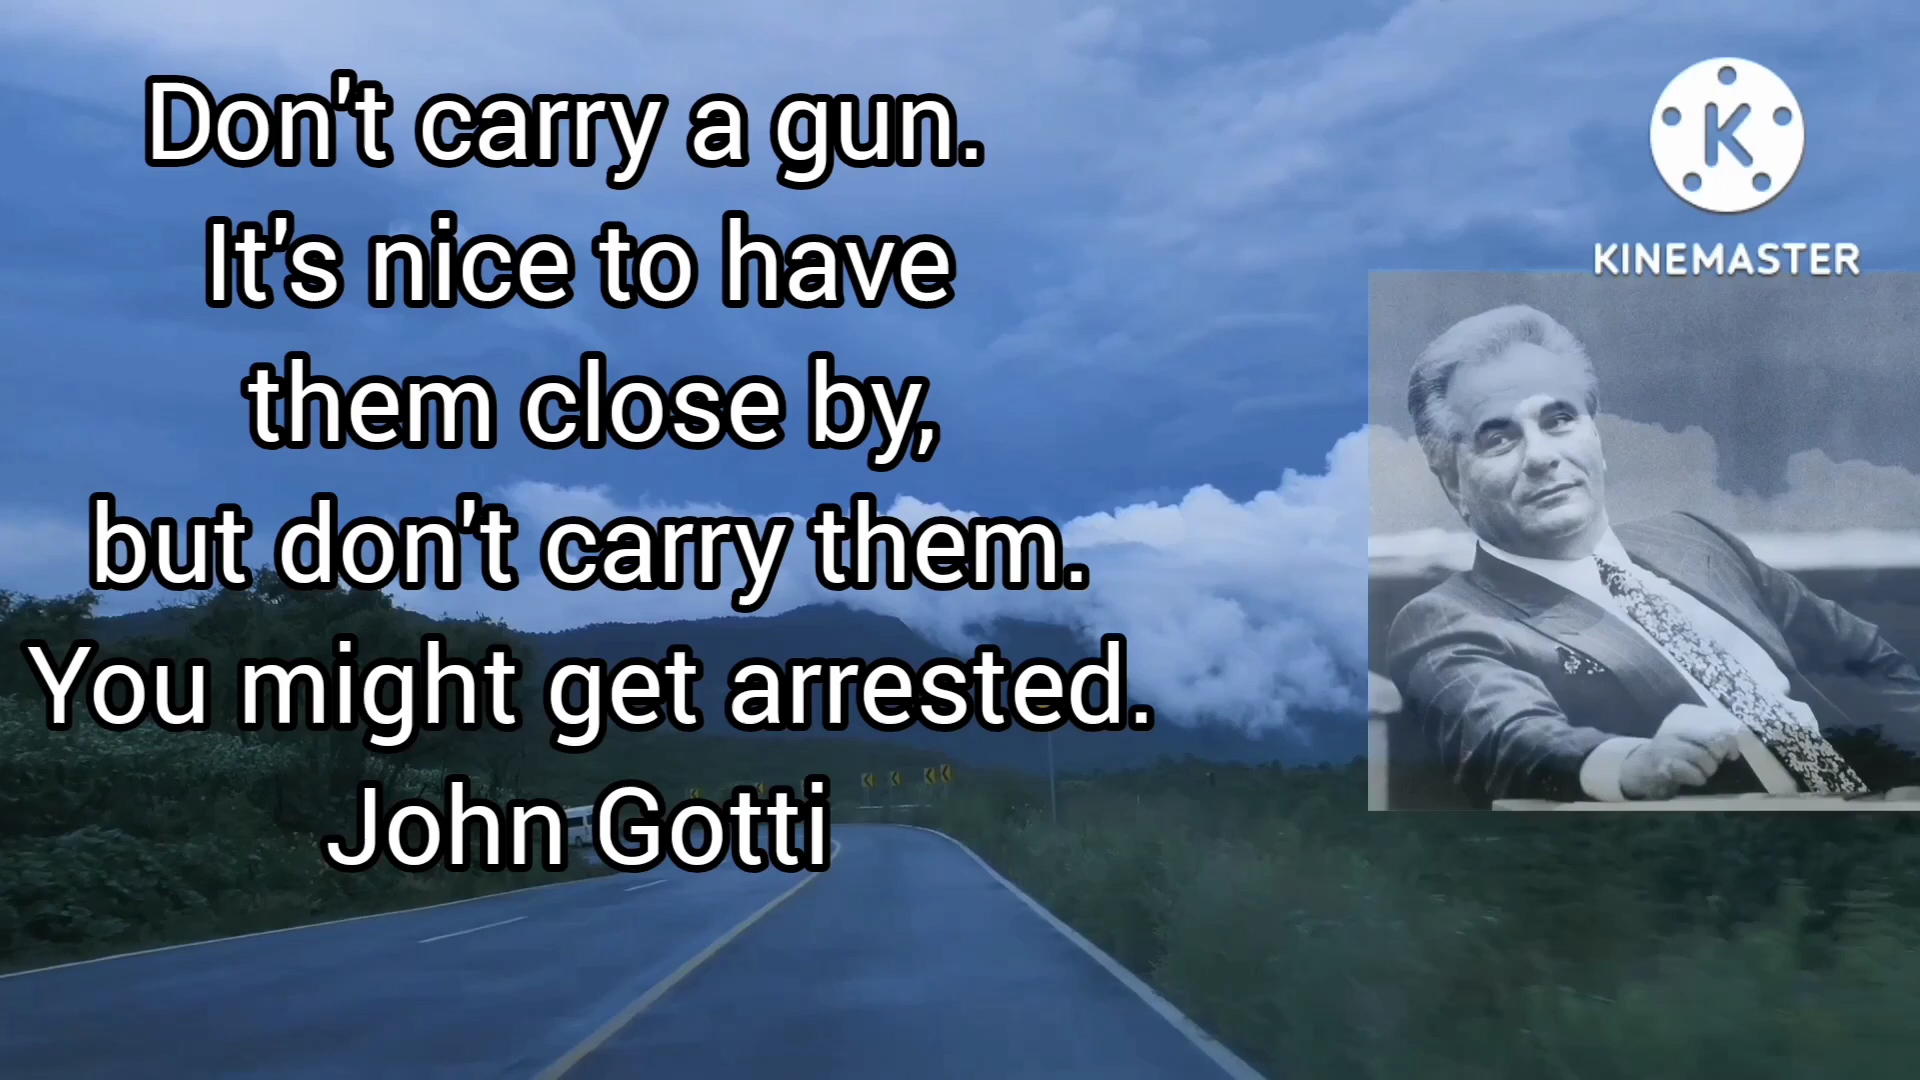 Don't carry a gun.
It's nice to have
them close by,
but don't carry them.
You might get arrested.
John Gotti
K
KINEMASTER